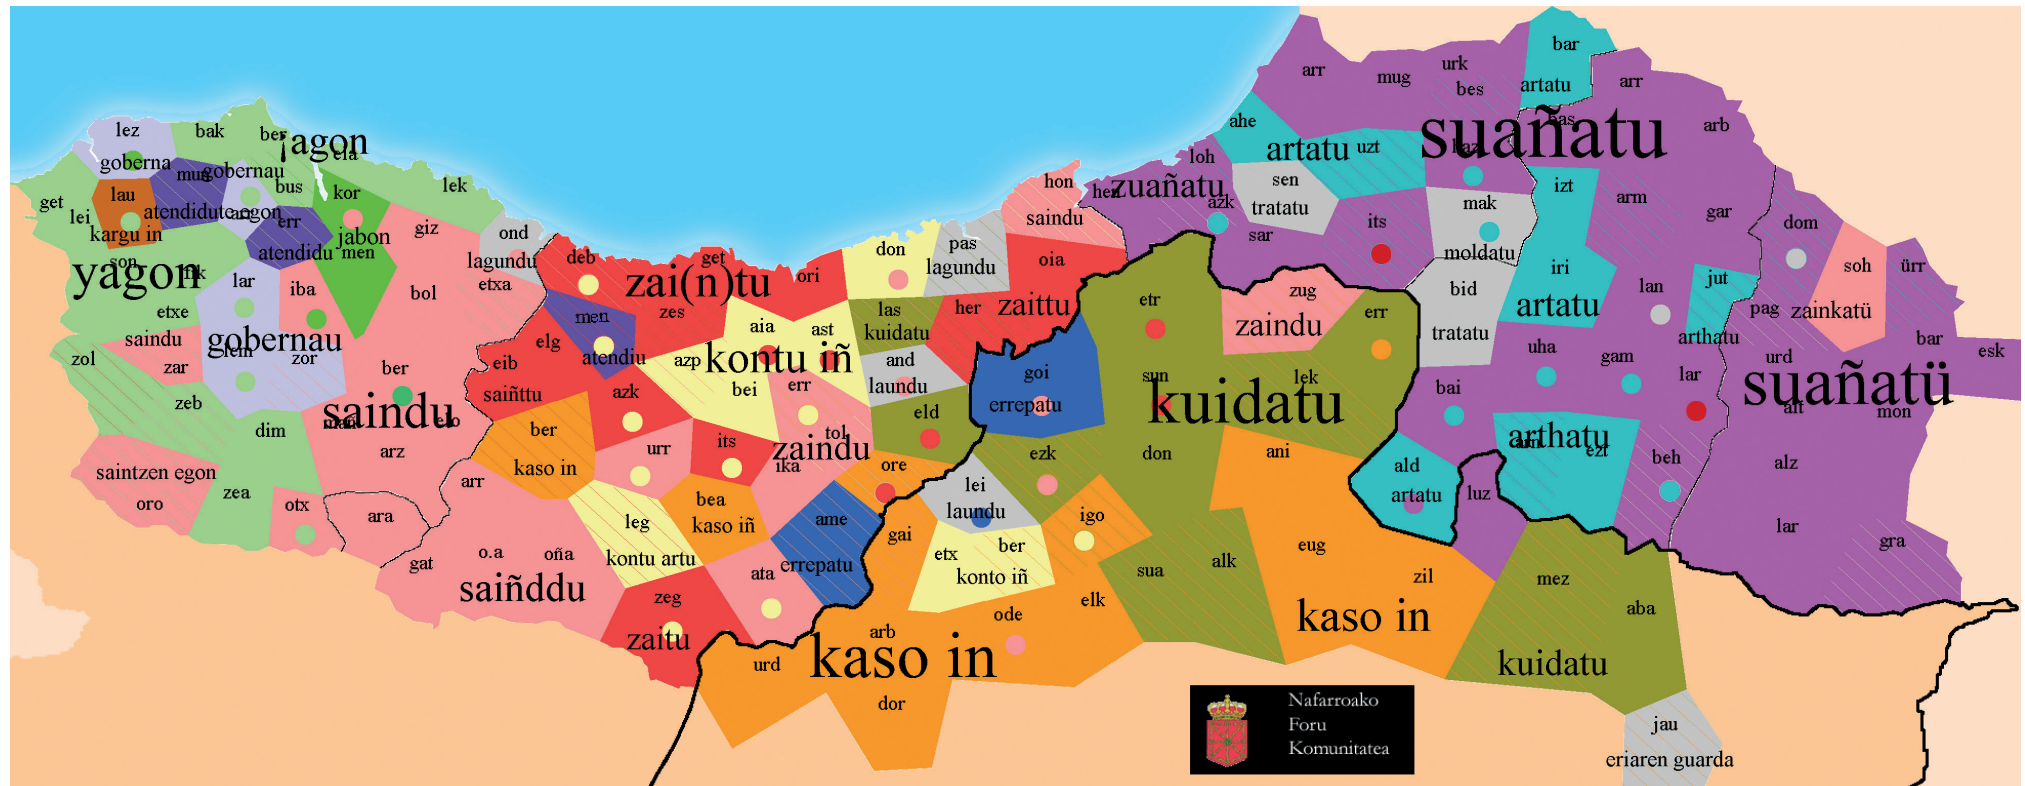 bar
arr
mug
urk
bes
artatu
arr
ahe
suañatu
arb
lez
bak
ber
yagon
ela
goberna
mun
gobernau
bus
kor
lek
get
lei
lau
atendidute egon
err
kargu in
jabon
men
giz
ond
lagundu
atendidu
yagon
son
lar
iba
bol
etxa
etxe
saindu
gobernau
zor
zol
zar
zeb
ber
saindu
elo
dim
arz
saintzen egon
oro
zea
otx
ara
arr
gat
o.a
oña
saiñddu
deb
get
zai(n)tu
ori
zes
men
atendiu
elg
eib
saiñttu
azk
ber
kaso in
urr
its
bea
kaso iñ
leg
kontu artu
zeg
zaitu
ata
ame
errepatu
don
pas
lagundu
hon
saindu
oia
las
kuidatu
her
zaittu
aia
ast
azp
kontu iñ
bei
err
and
laundu
eld
tol
zaindu
ika
ore
goi
errepatu
loh
hen
zuañatu
azk
sar
artatu
uzt
sen
tratatu
its
mak
moldatu
izt
arm
gar
dom
soh
ürr
zainkatü
pag
bar
esk
etr
zug
zaindu
err
bid
tratatu
iri
artatu
lan
jut
arthatu
urd
suañatü
uha
gam
lar
alt
mon
sun
lek
kuidatu
bai
arthatu
ezt
beh
alz
ezk
don
ani
ald
artatu
luz
lei
laundu
igo
gai
etx
ber
konto iñ
sua
alk
eug
zil
kaso in
mez
aba
kuidatu
lar
gra
elk
ode
arb
urd
kaso in
dor
Nafarroako
Foru
Komunitatea
jau
eriaren guarda